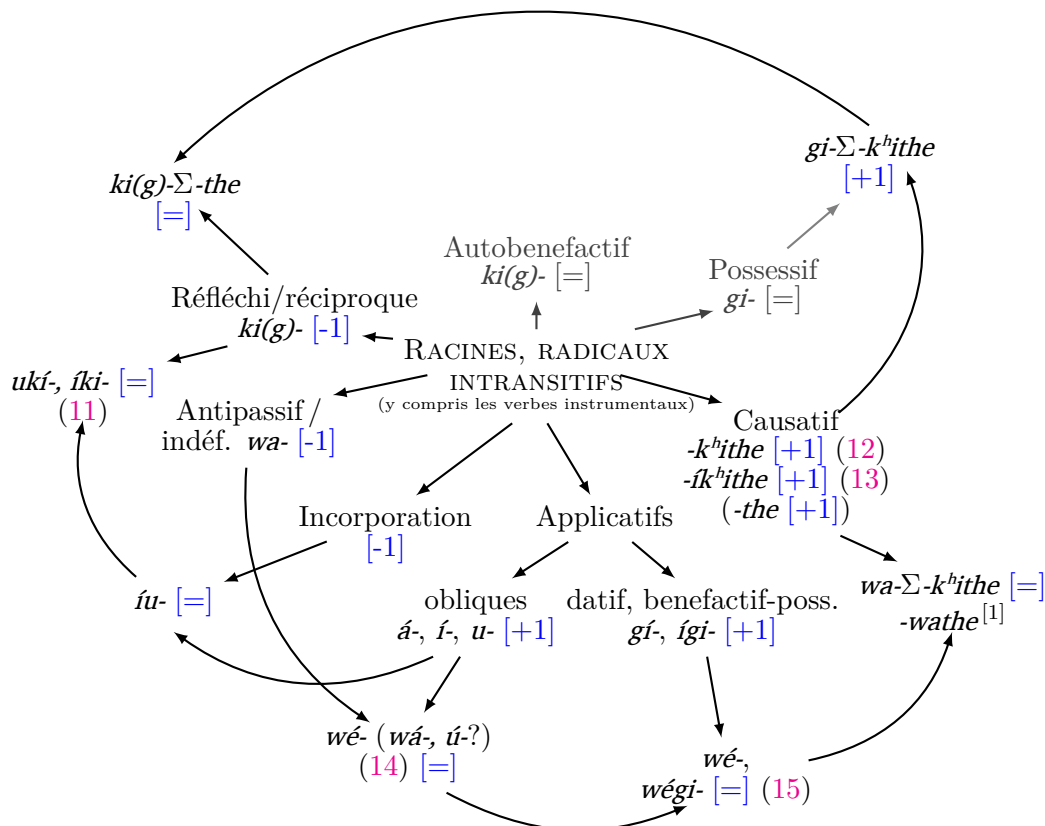 gi-Σ-kʰithe
[+1]
ki(g)-Σ-the
[=]
Autobenefactif
ki(g)- [=]
Possessif
gi- [=]
Réfléchi/réciproque
ki(g)- [-1]
Racines, radicaux
intransitifs
(y compris les verbes instrumentaux)
ukí-, íki- [=]
(11)
Antipassif/
indéf. wa- [-1]
Causatif
-kʰithe [+1] (12)
-íkʰithe [+1] (13)
(-the [+1])
Incorporation
[-1]
Applicatifs
íu- [=]
obliques
á-, í-, u- [+1]
datif, benefactif-poss.
gí-, ígi- [+1]
wa-Σ-kʰithe [=]
-wathe [1]
wé- (wá-, ú-?)
(14) [=]
wé-,
wégi- [=] (15)